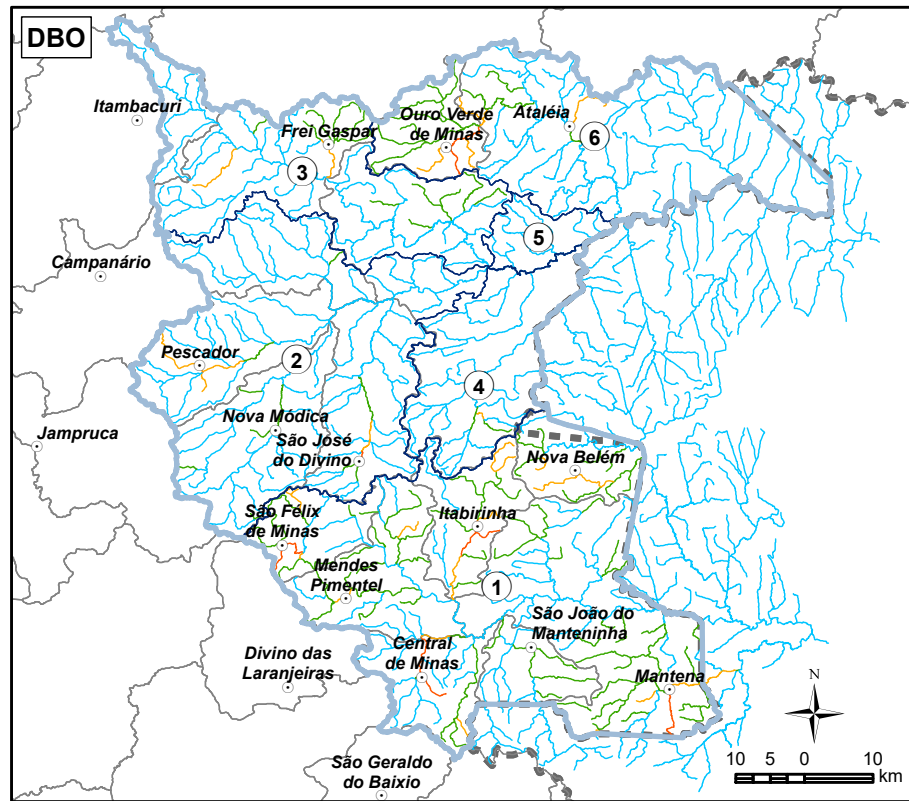 DBO
Itambacuri
Frei Gaspar
Ouro Verde
de Minas
Ataléia
6
3
5
Campanário
Pescador
2
4
Nova Módica
Jampruca
São José
do Divino
Nova Belém
São Félix
de Minas
Itabirinha
Mendes
Pimentel
1
São João do
Manteninha
Divino das
Laranjeiras
Central
de Minas
Mantena
N
São Geraldo
do Baixio
10 5 0 10
km